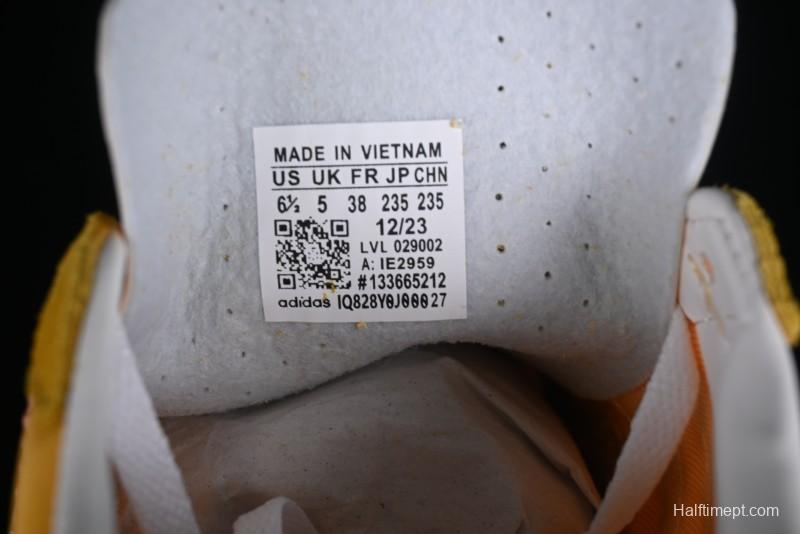 MADE IN VIETNAM
US UK FR JP CHN
6½ 5 38 235 235
12/23
LVL 029002
A: IE2959
#133665212
adidas IQ828Y0J00027
Halftimept.com